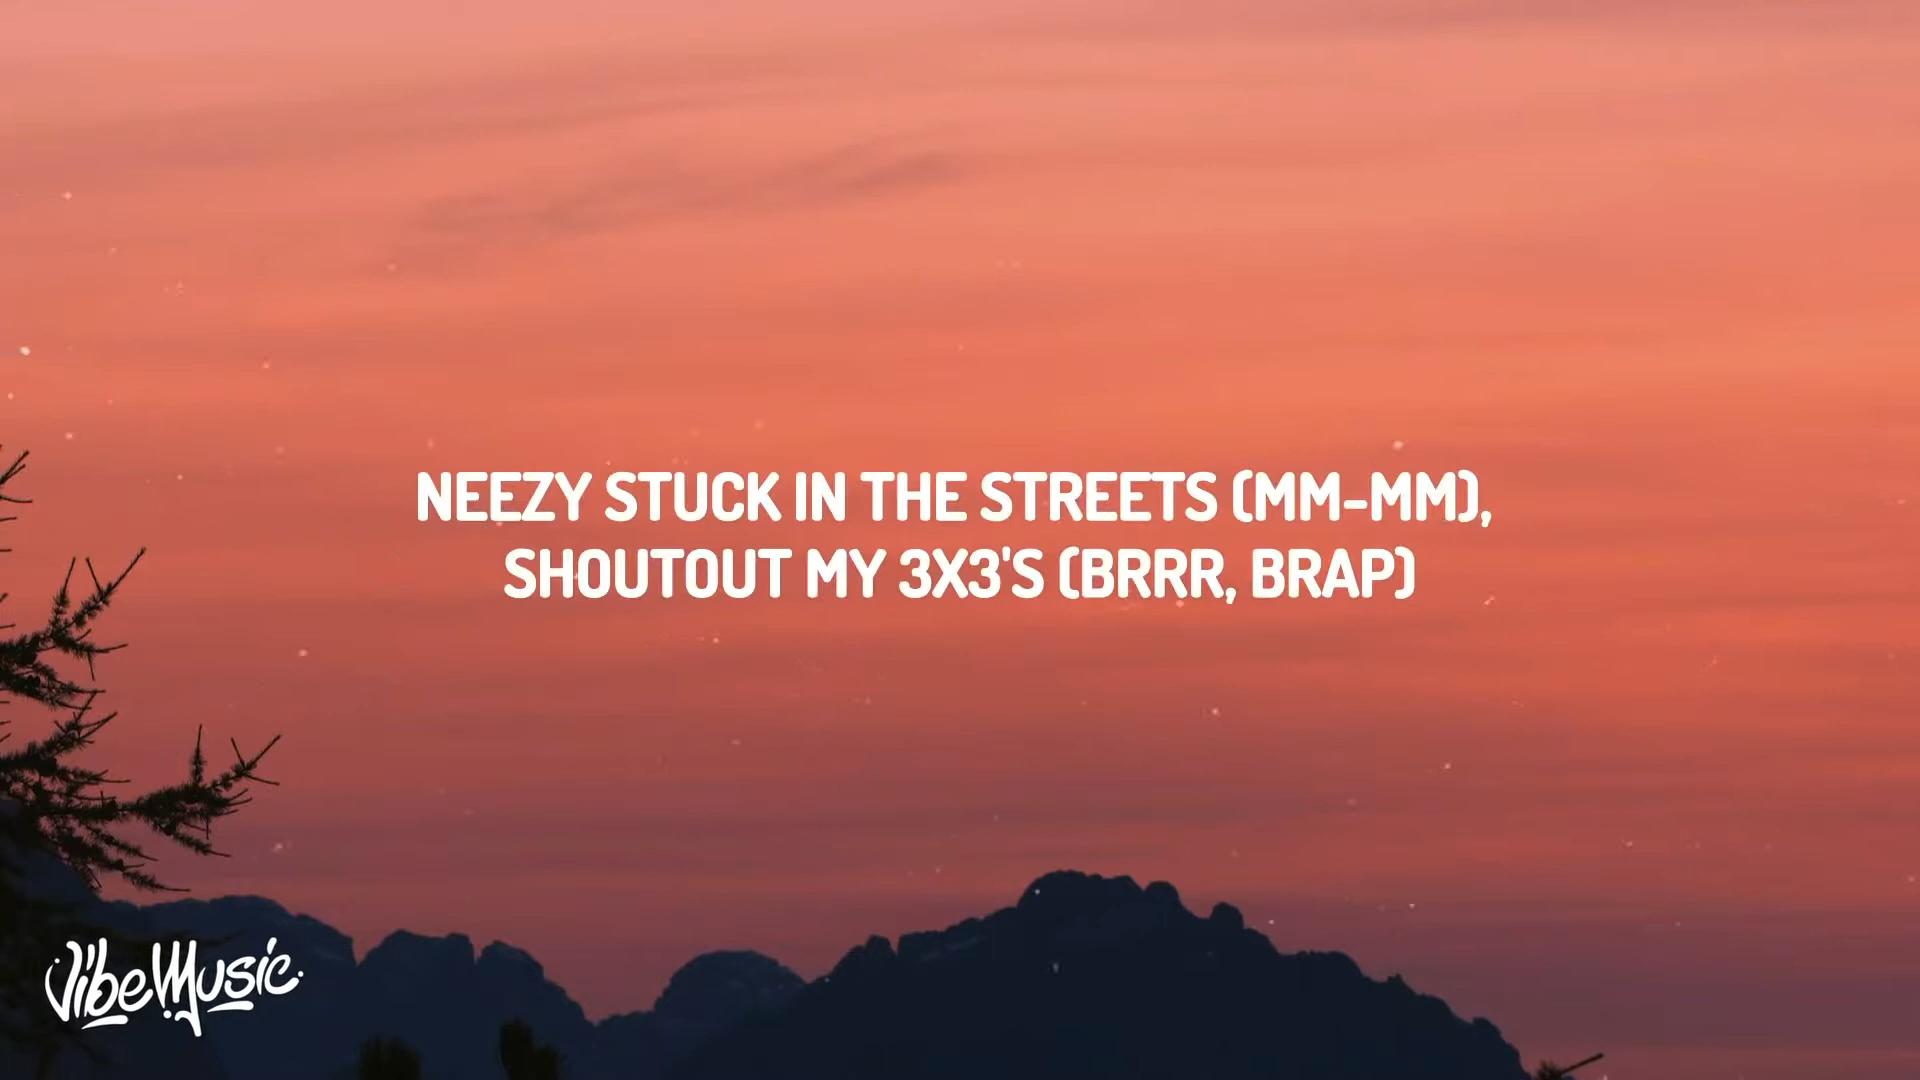 NEEZY STUCK IN THE STREETS (MM-MM),
SHOUTOUT MY 3X3'S (BRRR, BRAP)
VibeMusic